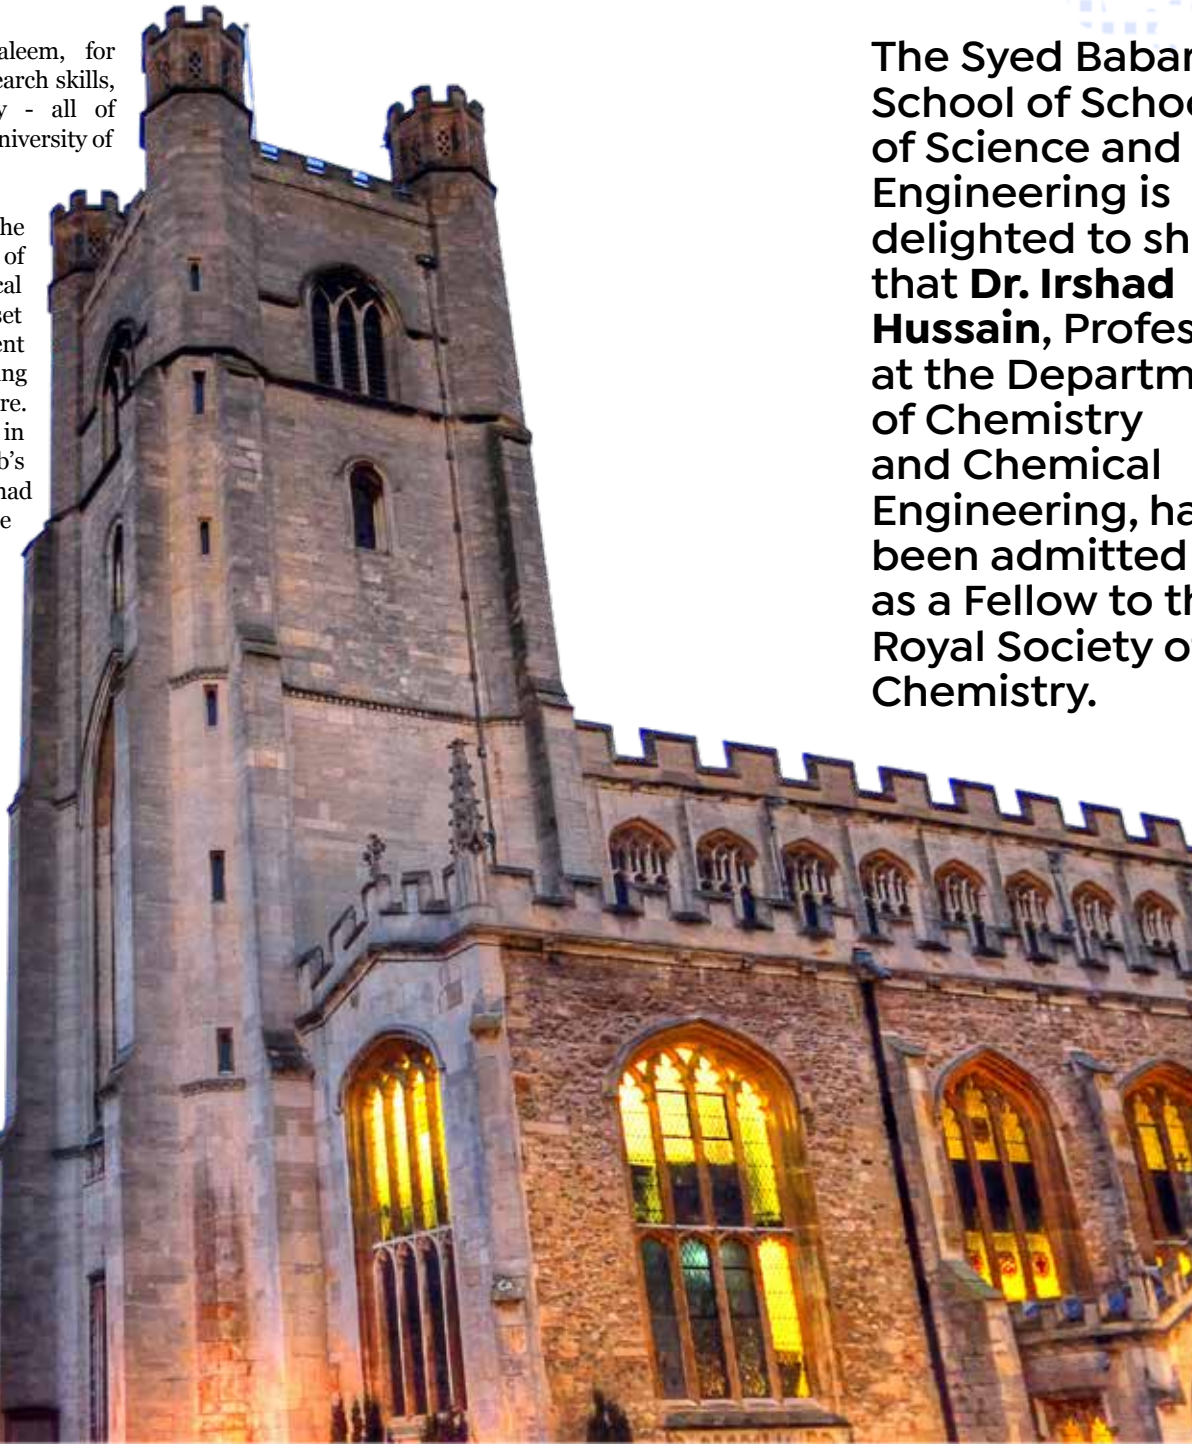 aleem, for
earch skills,
y - all of
niversity of
he
of
cal
set
ent
ng
re.
in
b's
had
e
The Syed Babar
School of Schoo
of Science and
Engineering is
delighted to sh
that Dr. Irshad
Hussain, Profes
at the Departm
of Chemistry
and Chemical
Engineering, ha
been admitted
as a Fellow to th
Royal Society of
Chemistry.